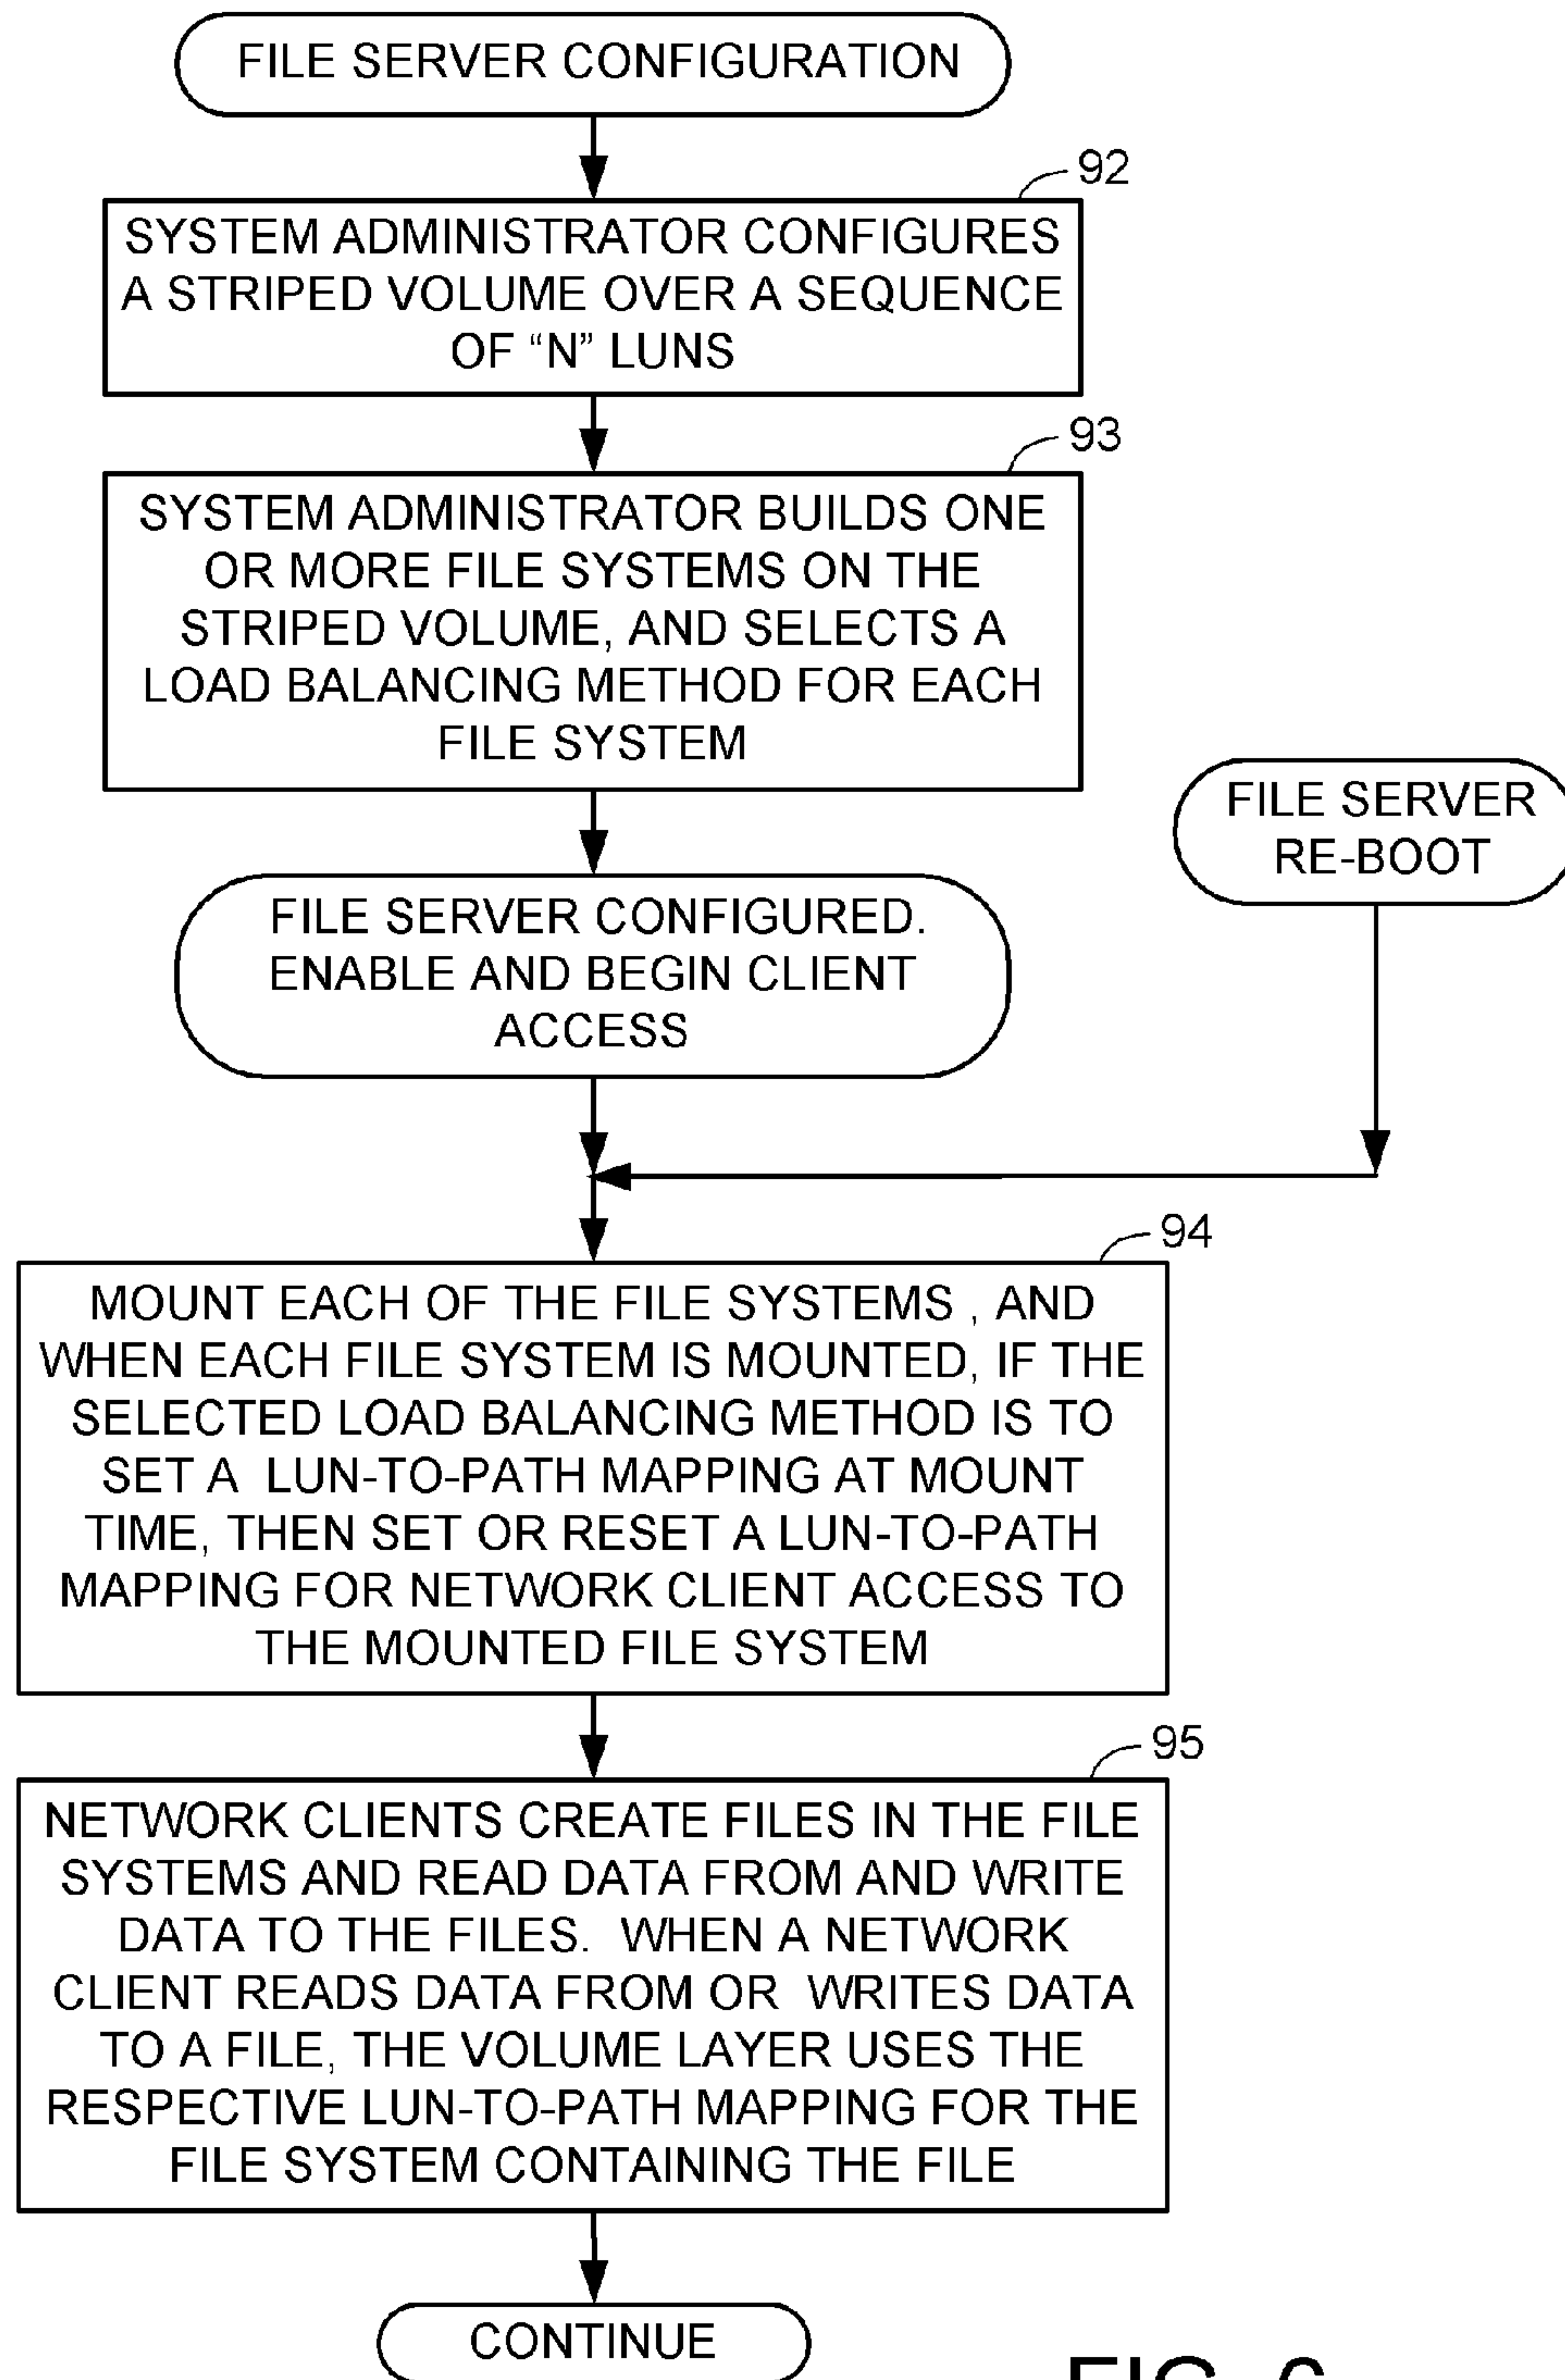 FILE SERVER CONFIGURATION
92
SYSTEM ADMINISTRATOR CONFIGURES
A STRIPED VOLUME OVER A SEQUENCE
OF “N” LUNS
93
SYSTEM ADMINISTRATOR BUILDS ONE
OR MORE FILE SYSTEMS ON THE
STRIPED VOLUME, AND SELECTS A
LOAD BALANCING METHOD FOR EACH
FILE SYSTEM
FILE SERVER
RE-BOOT
FILE SERVER CONFIGURED.
ENABLE AND BEGIN CLIENT
ACCESS
94
MOUNT EACH OF THE FILE SYSTEMS , AND
WHEN EACH FILE SYSTEM IS MOUNTED, IF THE
SELECTED LOAD BALANCING METHOD IS TO
SET A LUN-TO-PATH MAPPING AT MOUNT
TIME, THEN SET OR RESET A LUN-TO-PATH
MAPPING FOR NETWORK CLIENT ACCESS TO
THE MOUNTED FILE SYSTEM
95
NETWORK CLIENTS CREATE FILES IN THE FILE
SYSTEMS AND READ DATA FROM AND WRITE
DATA TO THE FILES. WHEN A NETWORK
CLIENT READS DATA FROM OR WRITES DATA
TO A FILE, THE VOLUME LAYER USES THE
RESPECTIVE LUN-TO-PATH MAPPING FOR THE
FILE SYSTEM CONTAINING THE FILE
CONTINUE
FIG.